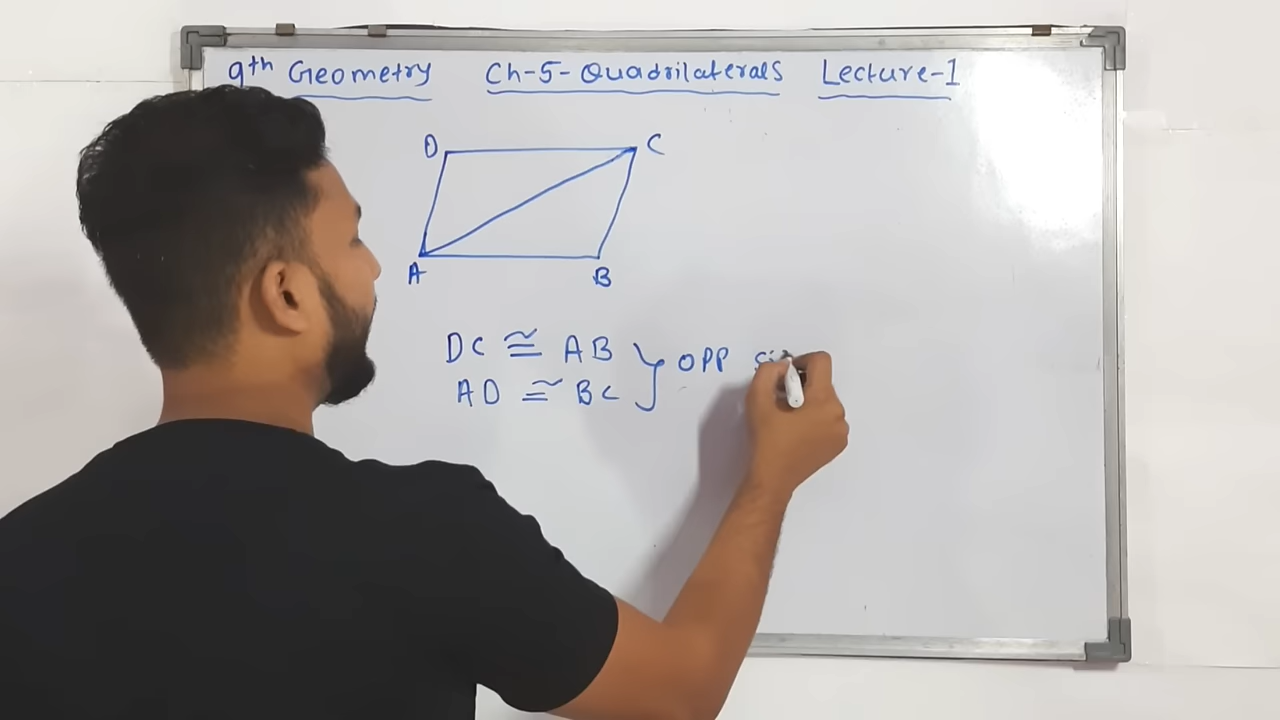 9th Geometry Ch-5-Quadrilaterals Lecture-1
D C
A B
DC ≅ AB
AD ≅ BC } OPP